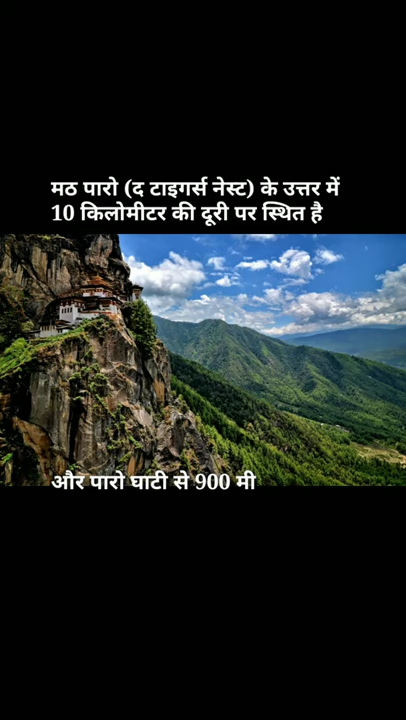 मठ पारो (द टाइगर्स नेस्ट) के उत्तर में
10 किलोमीटर की दूरी पर स्थित है
और पारो घाटी से 900 मी